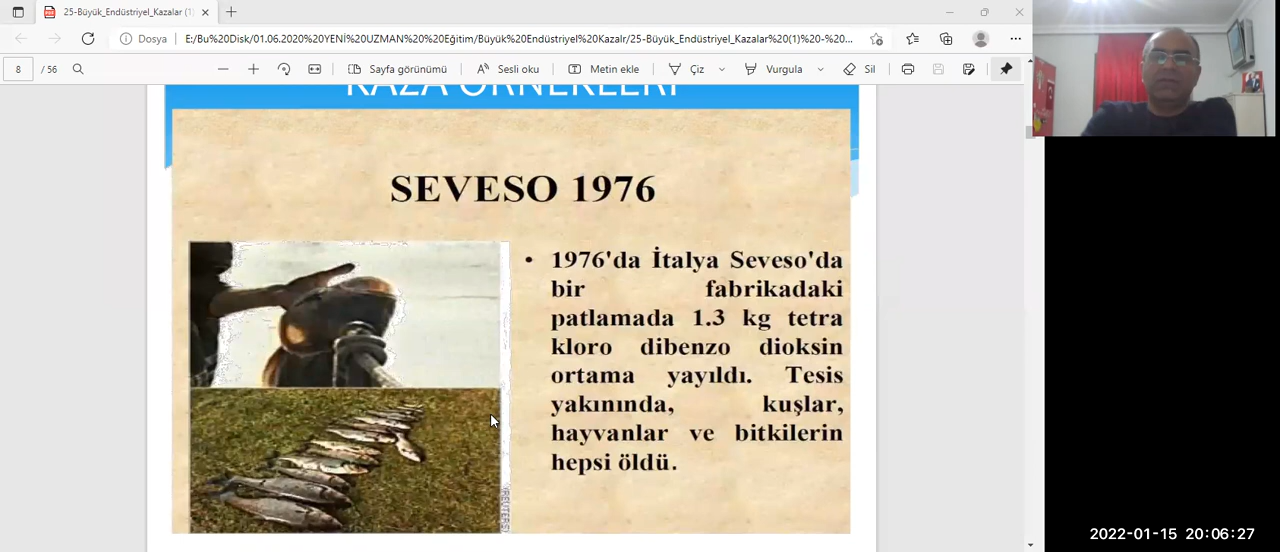 25-Büyük_Endüstriyel_Kazalar (1)
Dosya E:/Bu%20Disk/01.06.2020%20YENİ%20UZMAN%20%20Eğitim/Büyük%20Endüstriyel%20Kazalr/25-Büyük_Endüstriyel_Kazalar%20(1)%20-%20...
8 / 56 Sayfa görünümü Sesli oku Metin ekle Çiz Vurgula Sil
KAZA ÖRNEKLERİ
SEVESO 1976
• 1976'da İtalya Seveso'da
bir fabrikadaki
patlamada 1.3 kg tetra
kloro dibenzo dioksin
ortama yayıldı. Tesis
yakınında, kuşlar,
hayvanlar ve bitkilerin
hepsi öldü.
(REUTERS)
2022-01-15 20:06:27